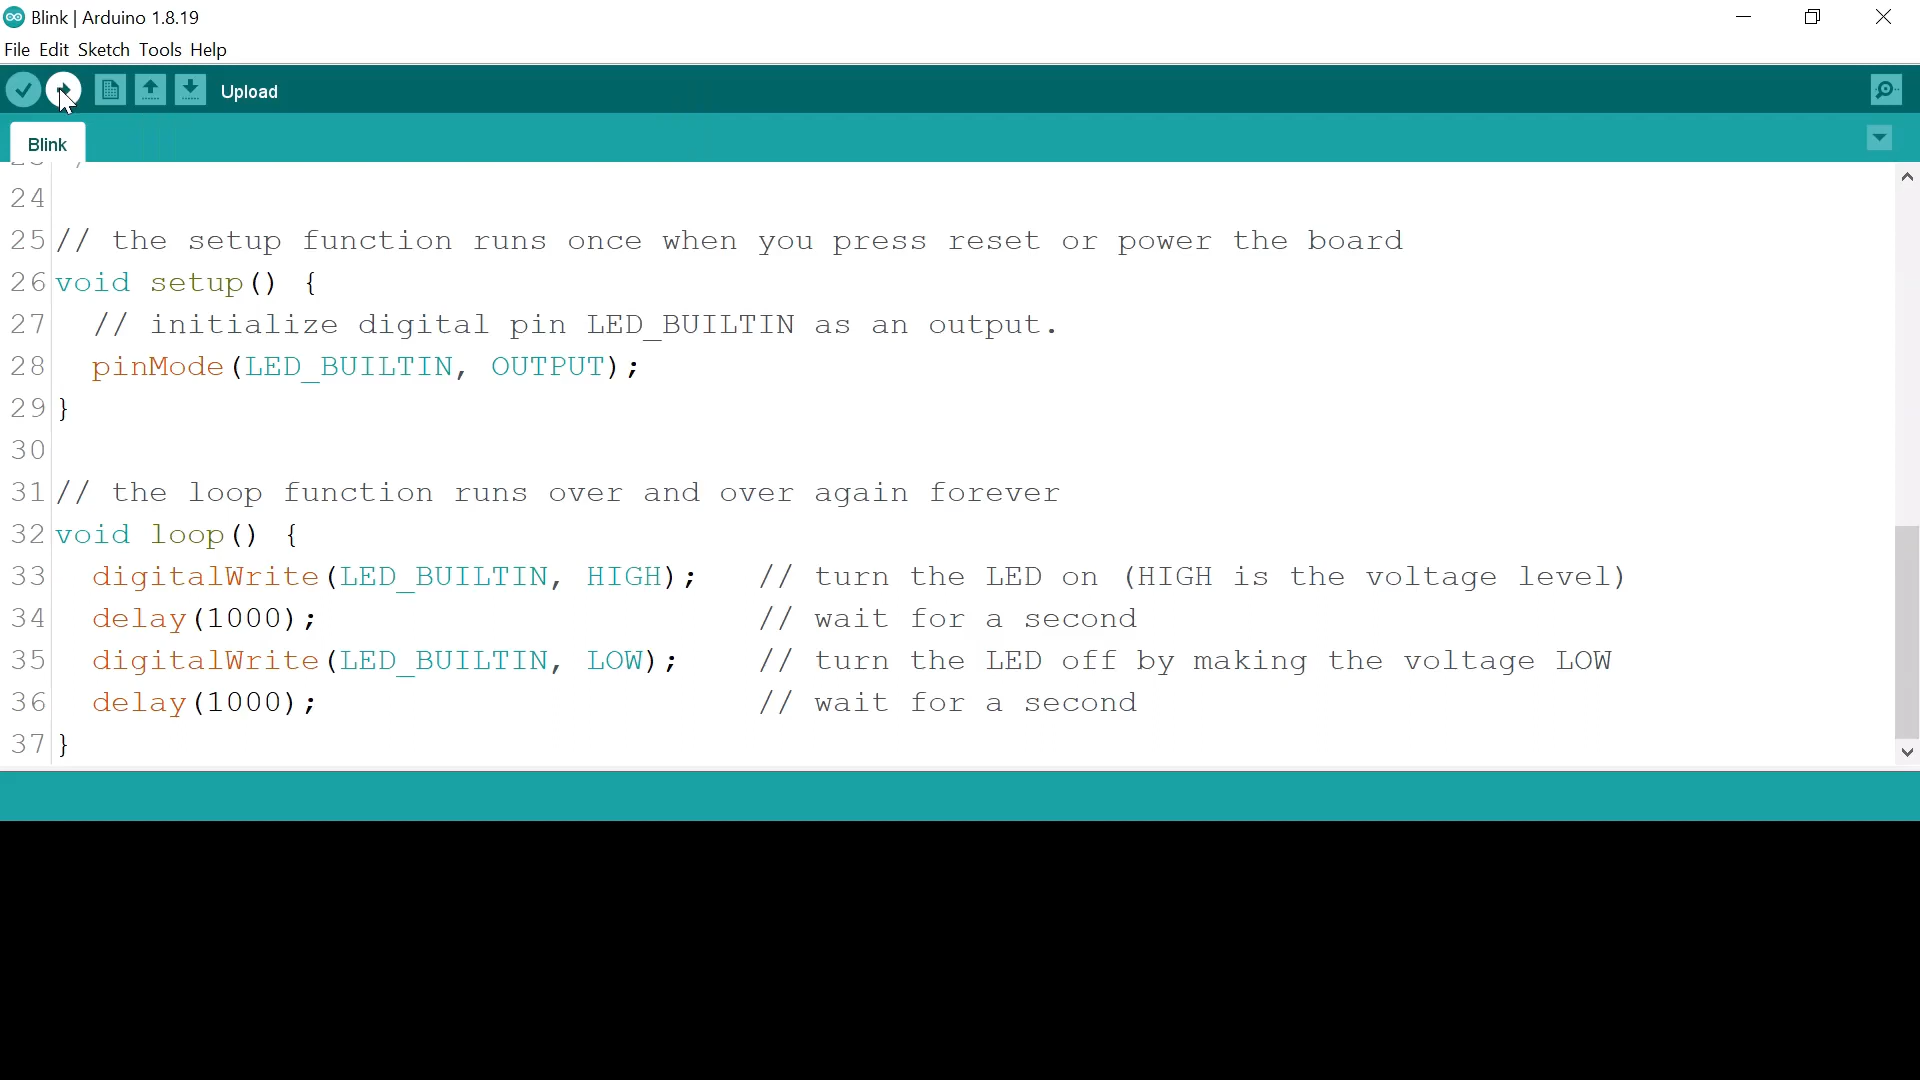 Blink | Arduino 1.8.19
File Edit Sketch Tools Help
Upload
Blink
24
25 // the setup function runs once when you press reset or power the board
26 void setup() {
27   // initialize digital pin LED_BUILTIN as an output.
28   pinMode(LED_BUILTIN, OUTPUT);
29 }
30
31 // the loop function runs over and over again forever
32 void loop() {
33   digitalWrite(LED_BUILTIN, HIGH);   // turn the LED on (HIGH is the voltage level)
34   delay(1000);                       // wait for a second
35   digitalWrite(LED_BUILTIN, LOW);    // turn the LED off by making the voltage LOW
36   delay(1000);                       // wait for a second
37 }